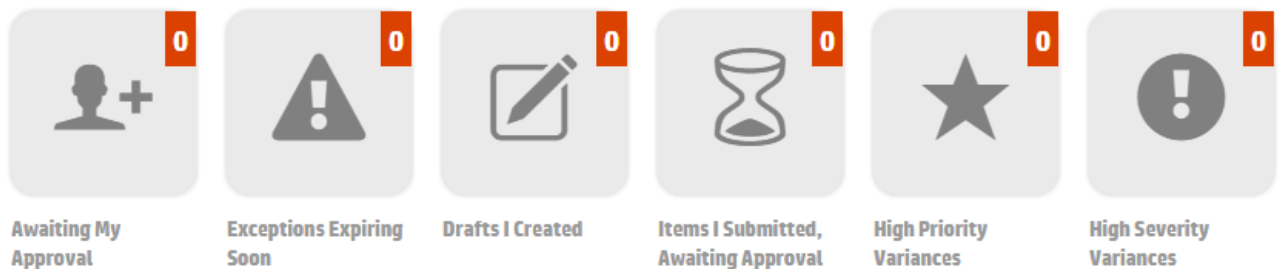 0 0 0 0 0 0
Awaiting My Approval
Exceptions Expiring Soon
Drafts I Created
Items I Submitted, Awaiting Approval
High Priority Variances
High Severity Variances